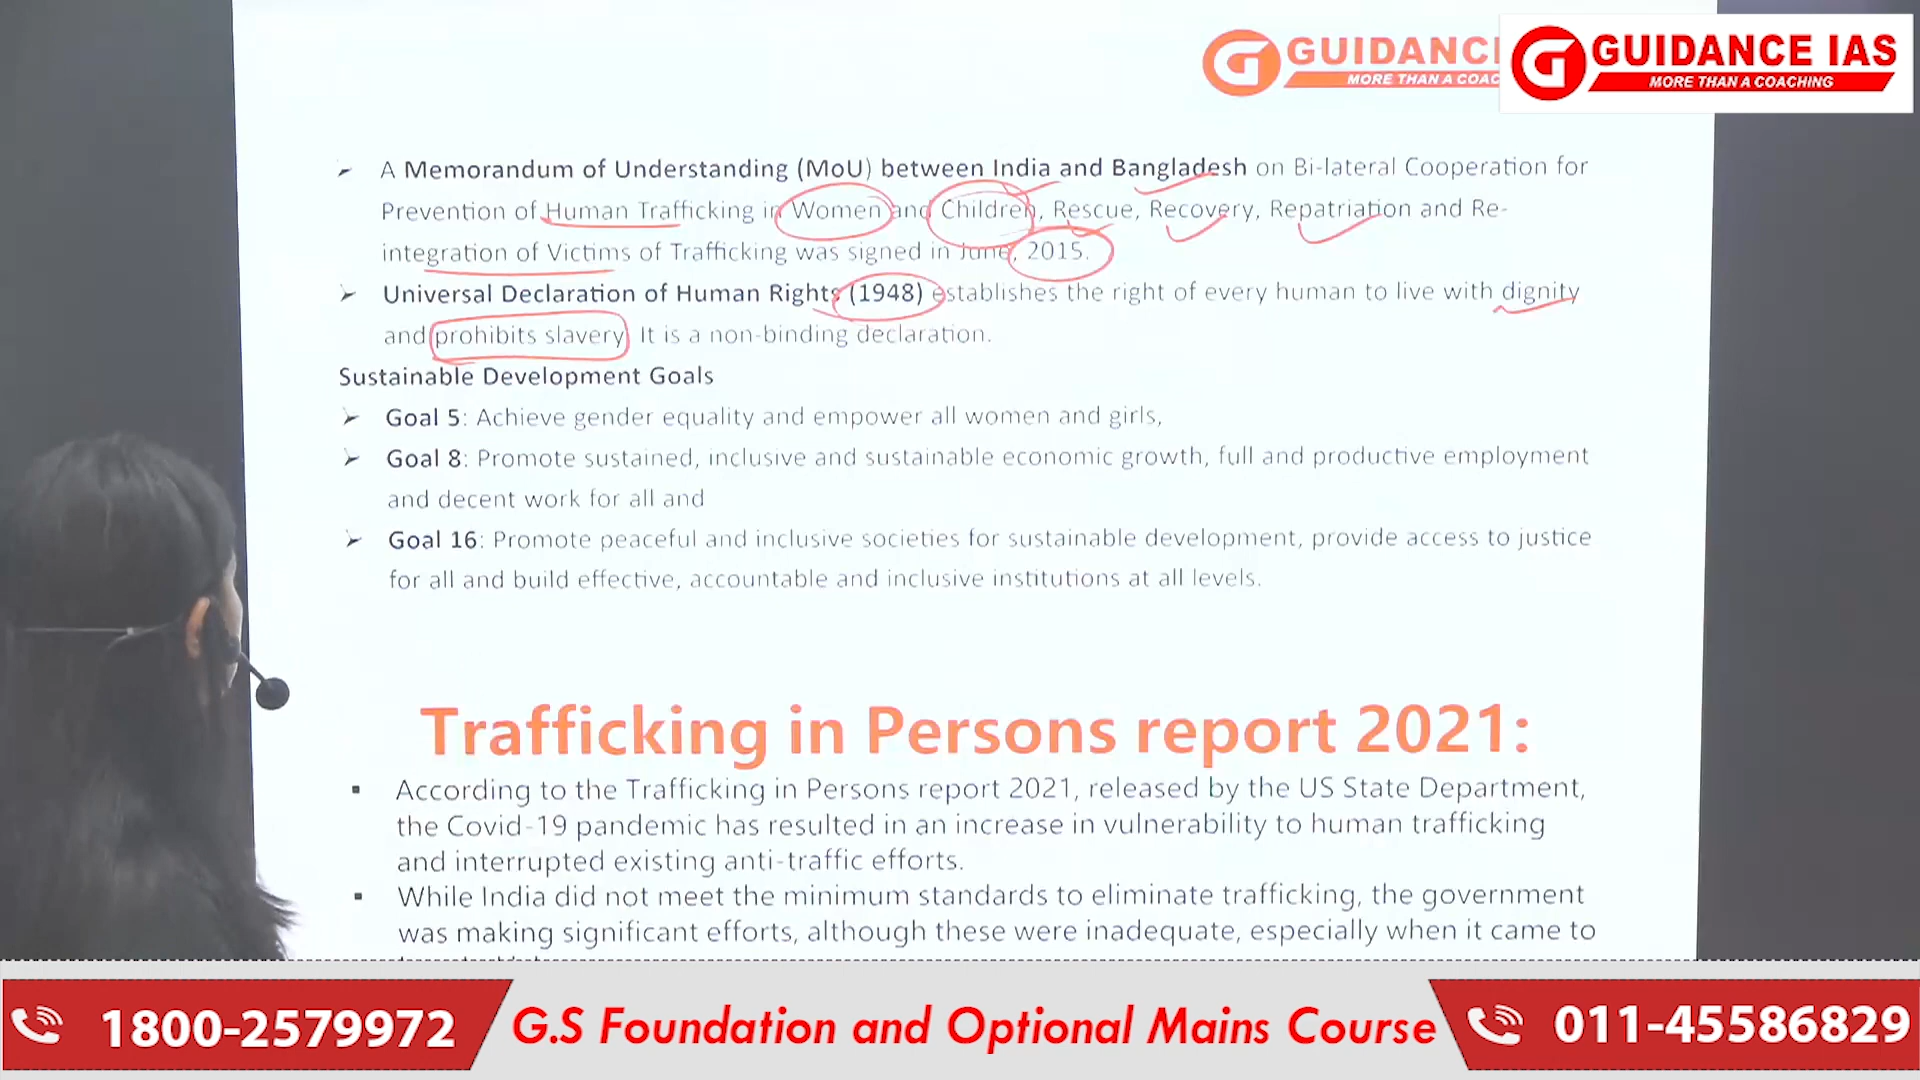 GUIDANC
MORE THAN A COAC
GUIDANCE IAS
MORE THAN A COACHING
➢ A Memorandum of Understanding (MoU) between India and Bangladesh on Bi-lateral Cooperation for
Prevention of Human Trafficking in Women and Children, Rescue, Recovery, Repatriation and Re-
integration of Victims of Trafficking was signed in June, 2015.
➢ Universal Declaration of Human Rights (1948) establishes the right of every human to live with dignity
and prohibits slavery. It is a non-binding declaration.
Sustainable Development Goals
➢ Goal 5: Achieve gender equality and empower all women and girls,
➢ Goal 8: Promote sustained, inclusive and sustainable economic growth, full and productive employment
and decent work for all and
➢ Goal 16: Promote peaceful and inclusive societies for sustainable development, provide access to justice
for all and build effective, accountable and inclusive institutions at all levels.
Trafficking in Persons report 2021:
▪ According to the Trafficking in Persons report 2021, released by the US State Department,
the Covid-19 pandemic has resulted in an increase in vulnerability to human trafficking
and interrupted existing anti-traffic efforts.
▪ While India did not meet the minimum standards to eliminate trafficking, the government
was making significant efforts, although these were inadequate, especially when it came to
1800-2579972
G.S Foundation and Optional Mains Course
011-45586829